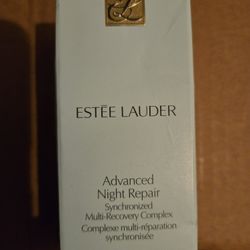 ESTĒE LAUDER
Advanced
Night Repair
Synchronized
Multi-Recovery Complex
Complexe multi-réparation
synchronisée